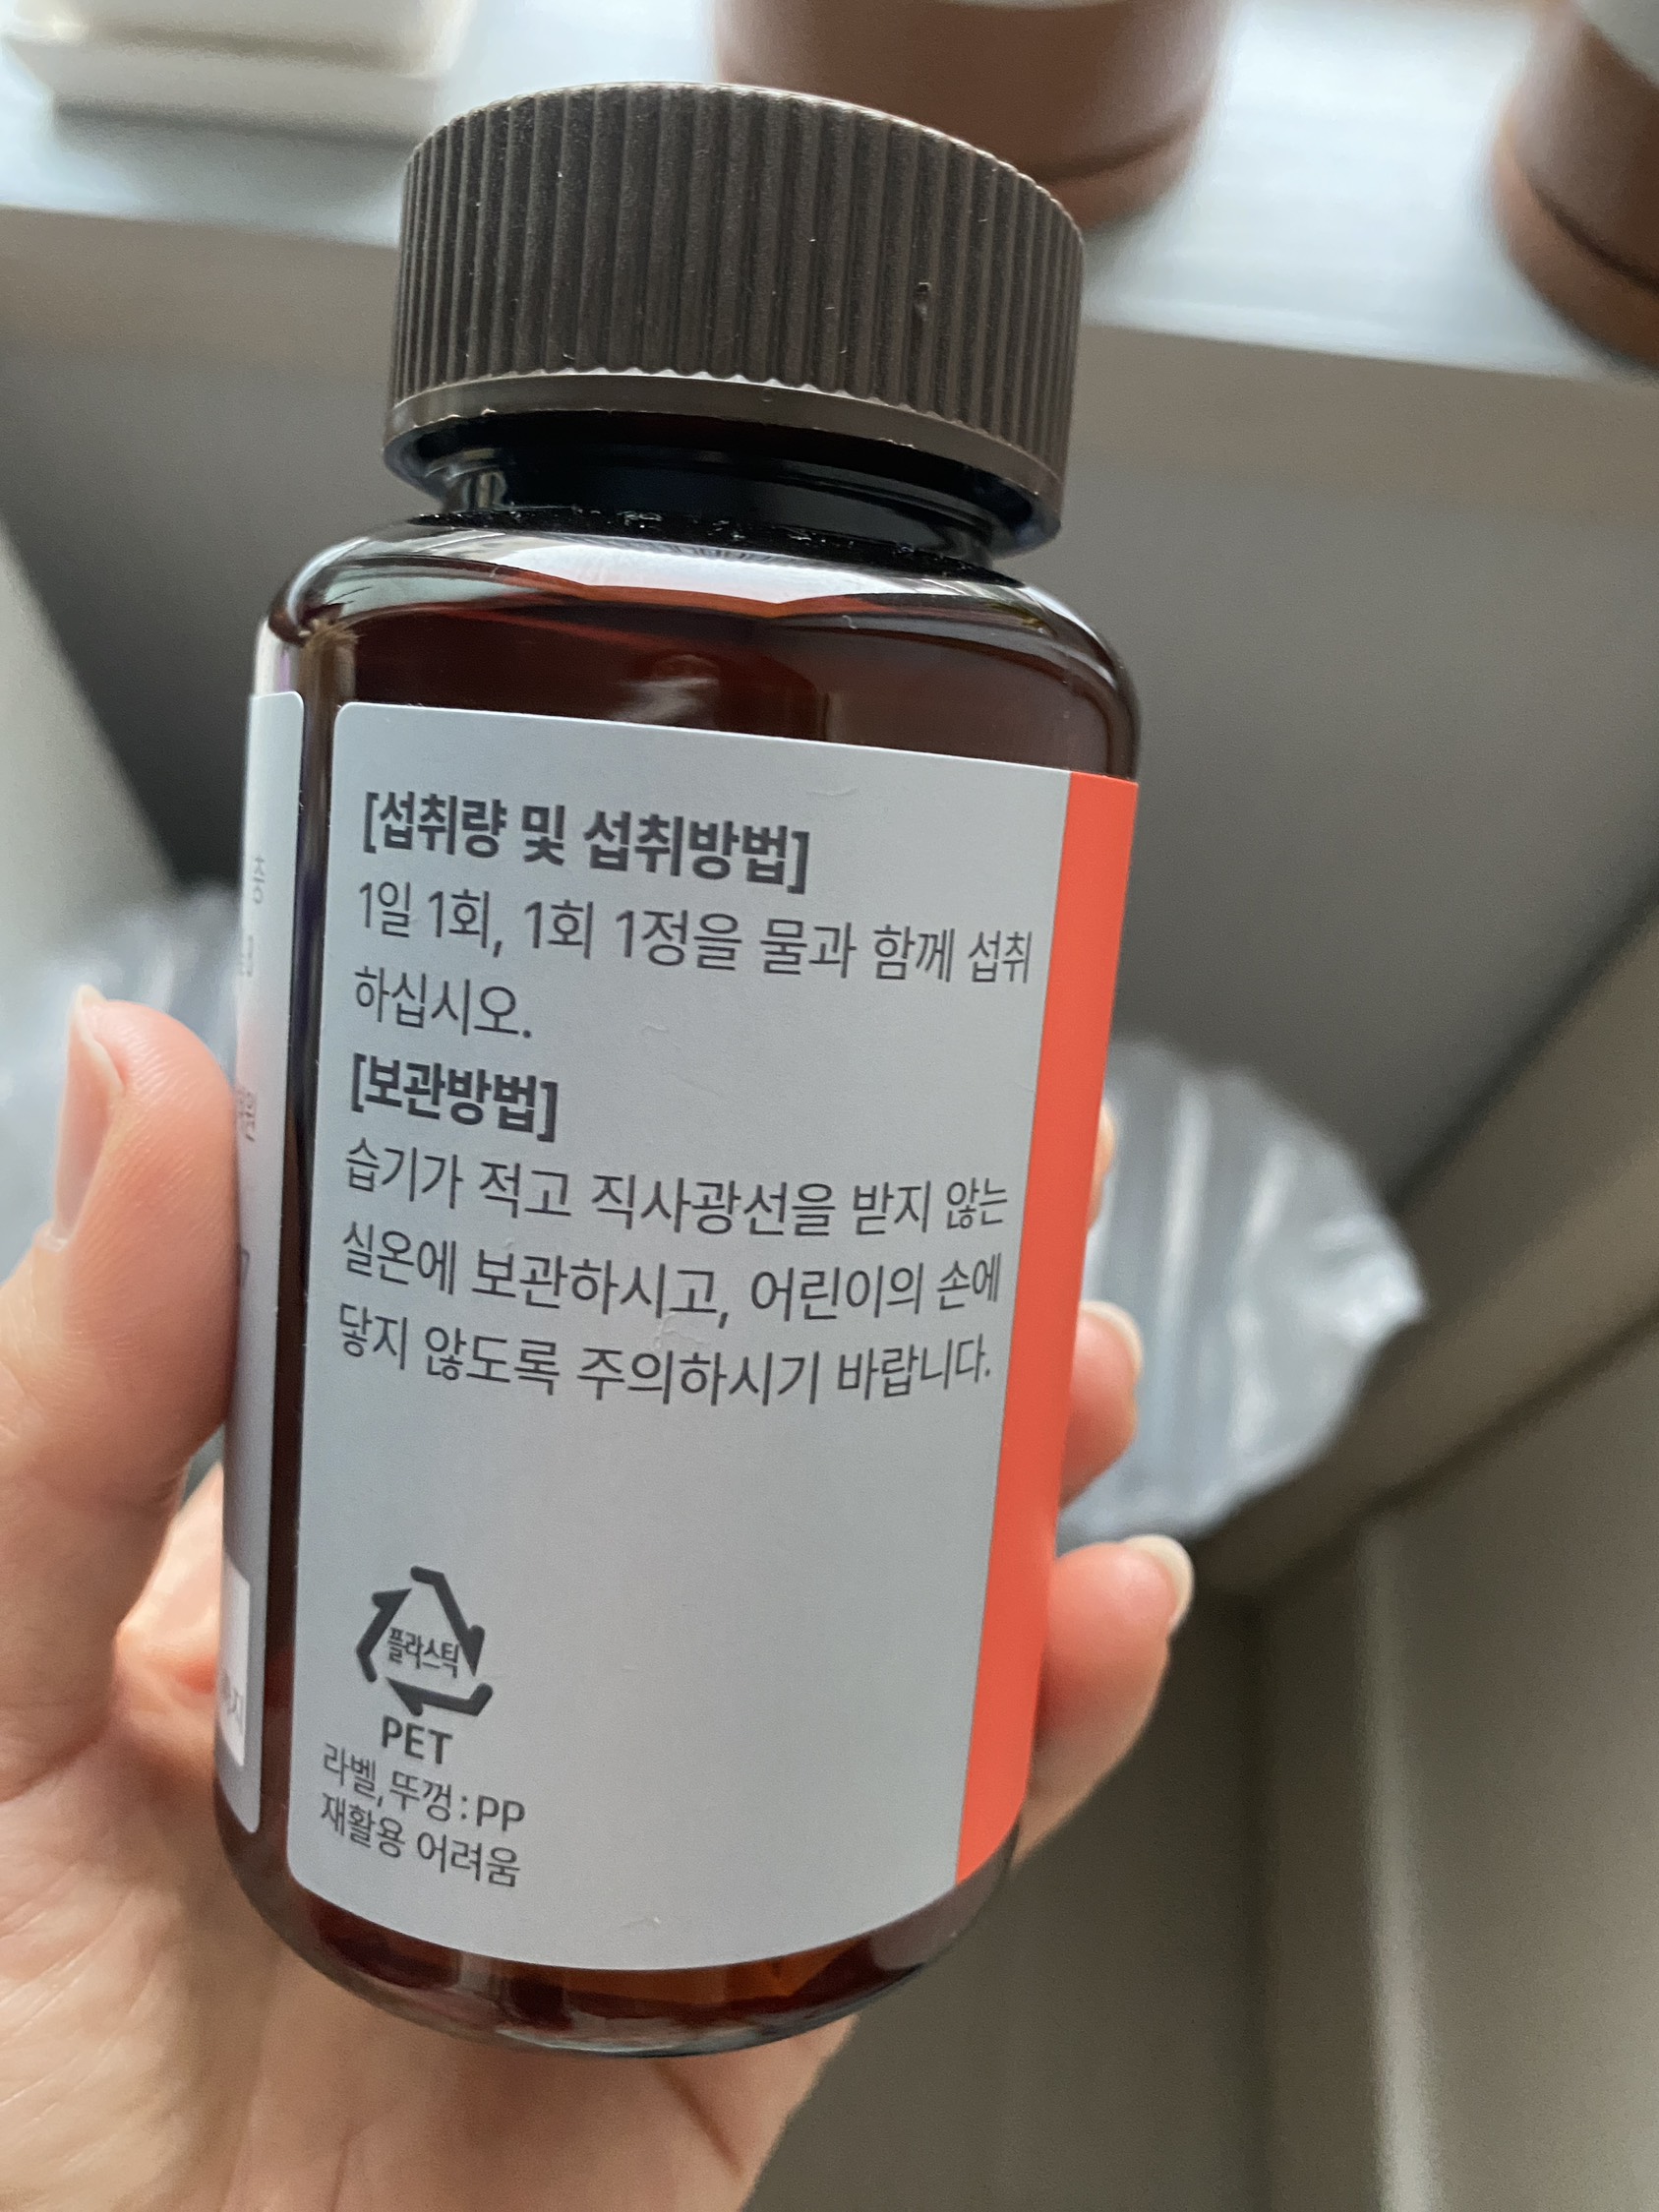 [섭취량 및 섭취방법]
1일 1회, 1회 1정을 물과 함께 섭취
하십시오.
[보관방법]
습기가 적고 직사광선을 받지 않는
실온에 보관하시고, 어린이의 손에
닿지 않도록 주의하시기 바랍니다.
플라스틱
PET
라벨,뚜껑:PP
재활용 어려움